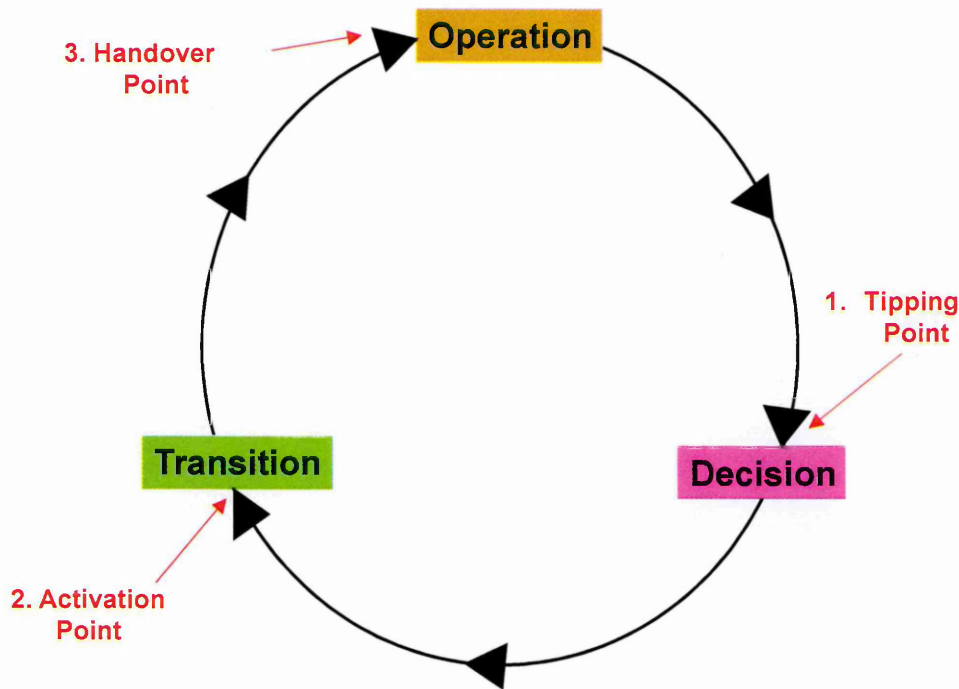 Operation
3. Handover
Point
1. Tipping
Point
Transition
Decision
2. Activation
Point